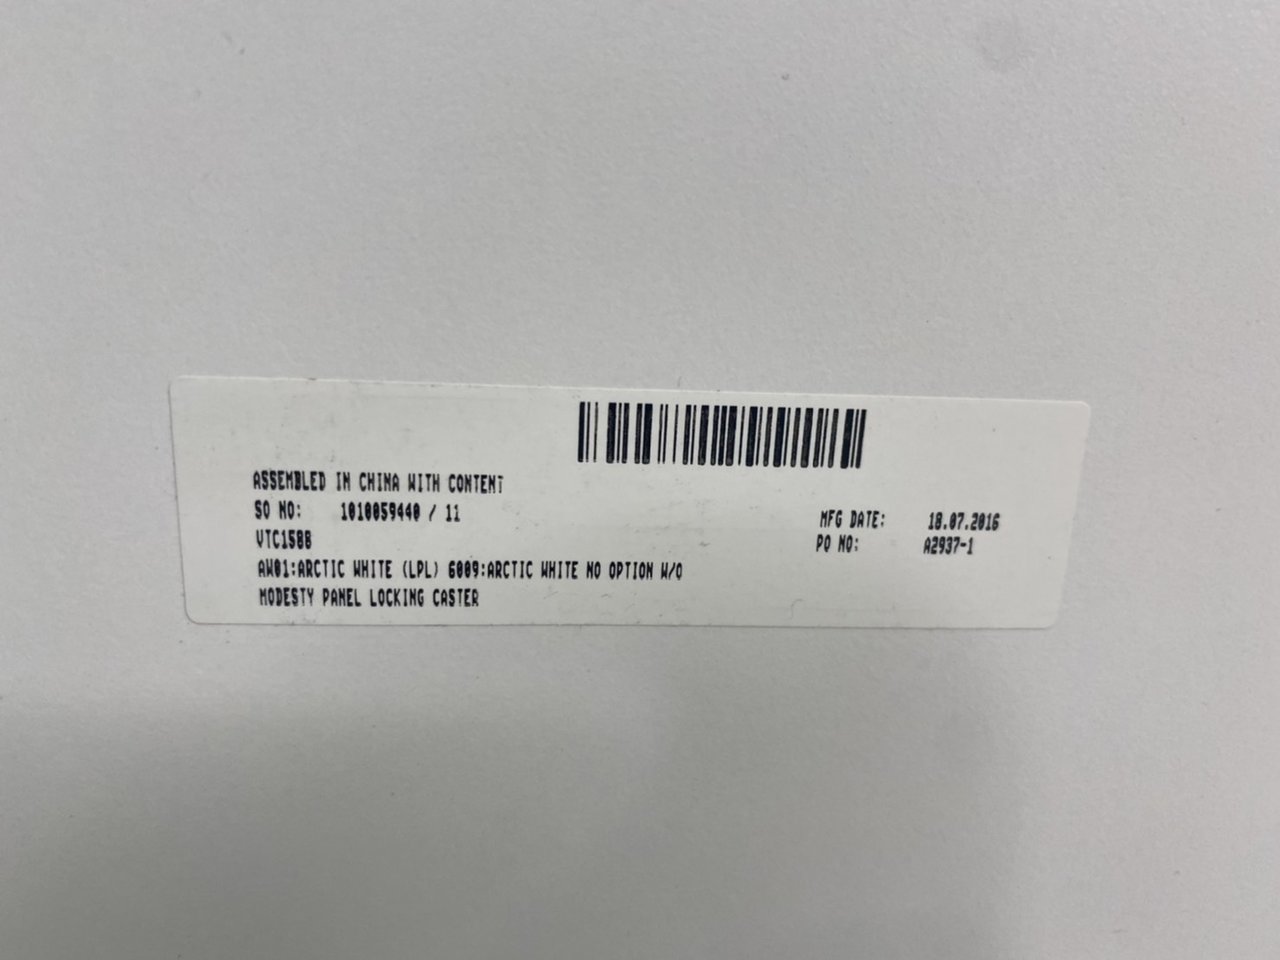 ASSEMBLED IN CHINA WITH CONTENT
SO NO: 1010059440 / 11
MFG DATE: 18.07.2016
VTC158B
PO NO: A2937-1
AW01:ARCTIC WHITE (LPL) 6009:ARCTIC WHITE NO OPTION W/O
MODESTY PANEL LOCKING CASTER